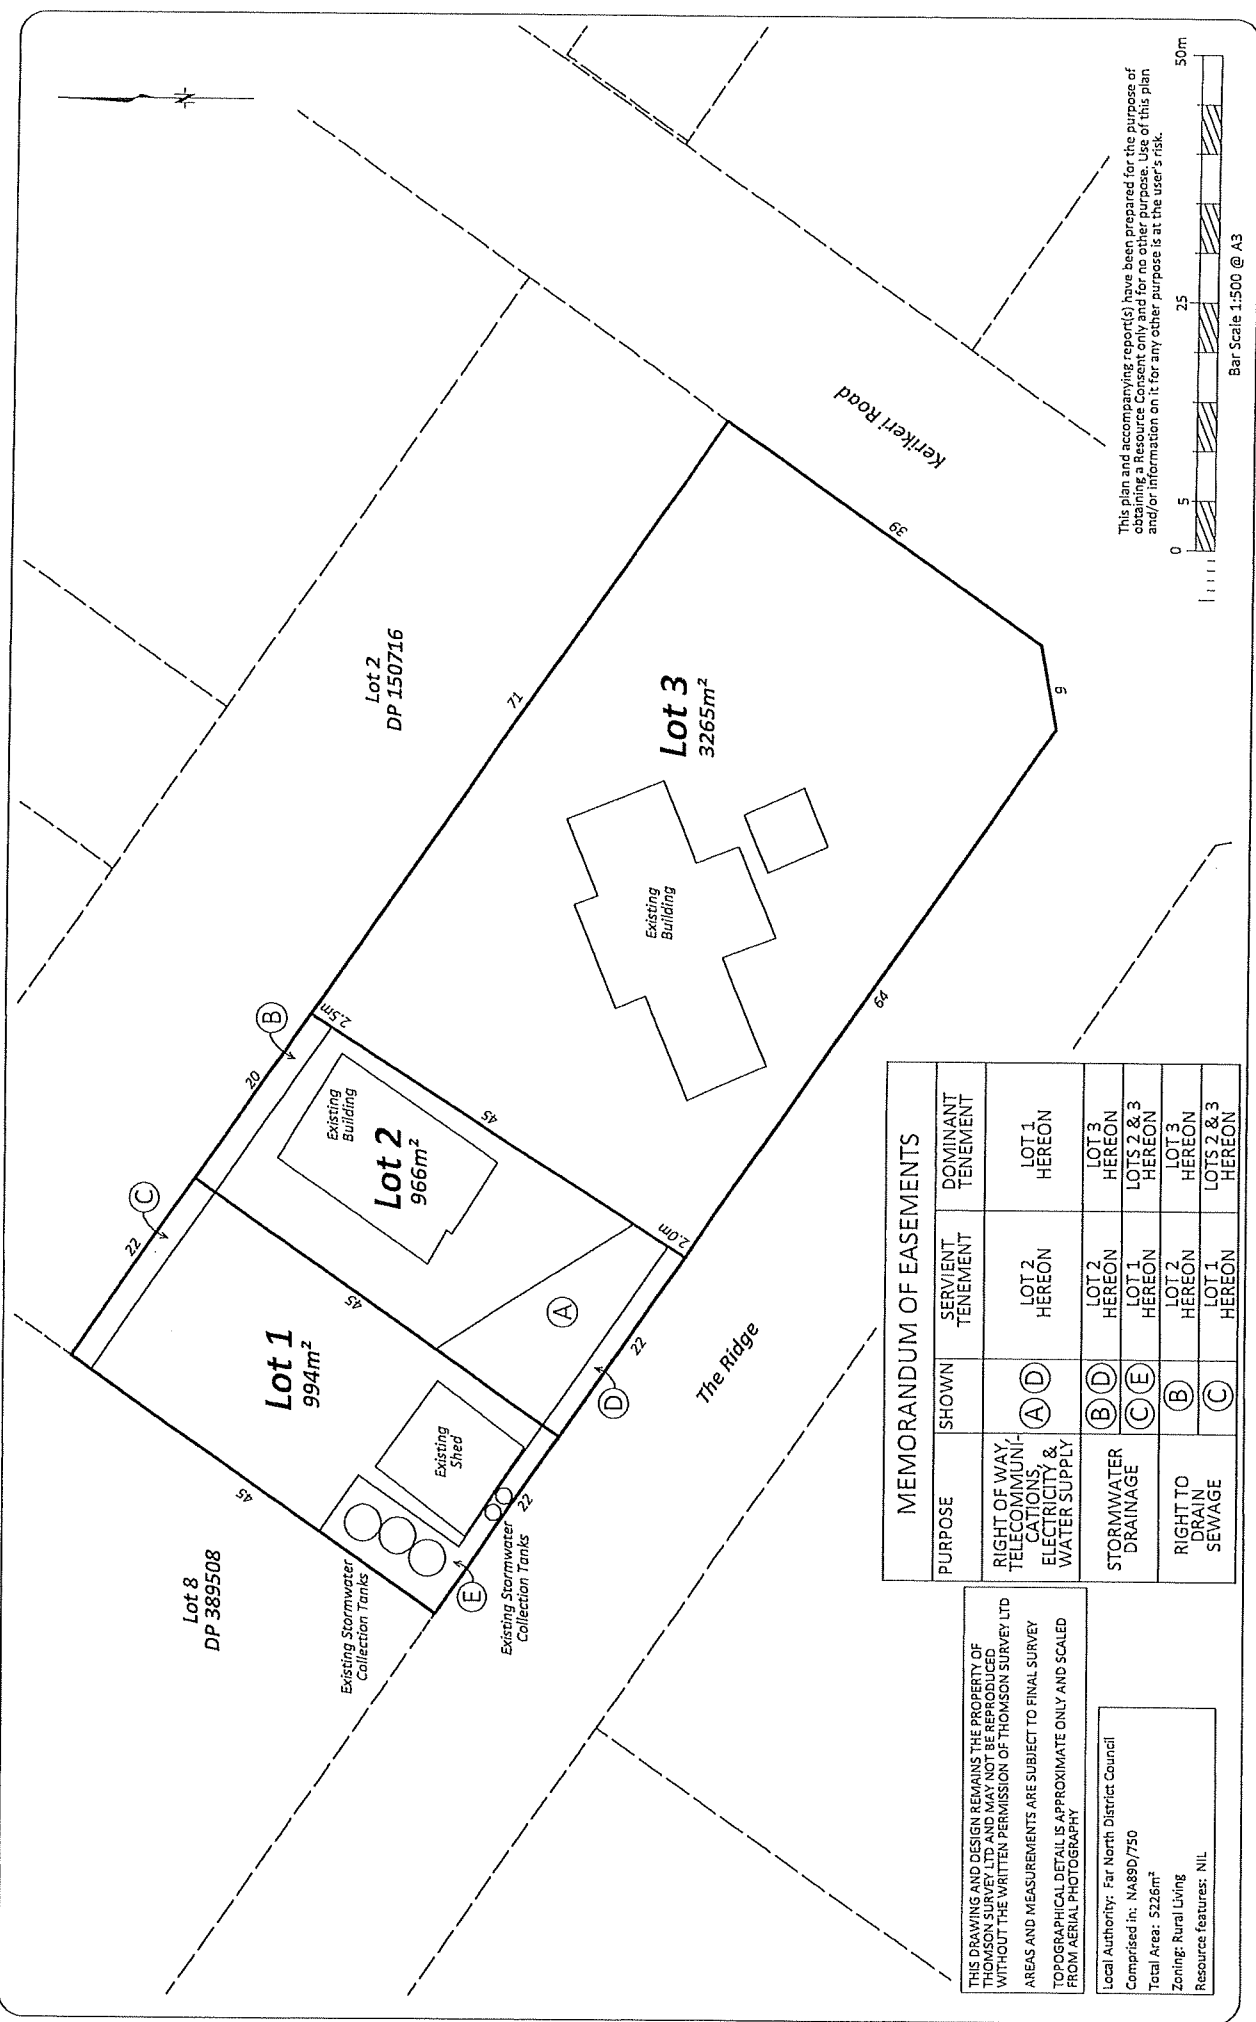 N
Kerikeri Road
Lot 2
DP 150716
71
39
9
64
Lot 3
3265m²
Existing
Building
B
2.5m
20
Existing
Building
Lot 2
966m²
45
2.0m
C
22
45
A
22
D
The Ridge
Lot 1
994m²
Existing
Shed
45
22
E
Existing Stormwater
Collection Tanks
Existing Stormwater
Collection Tanks
Lot 8
DP 389508
THIS DRAWING AND DESIGN REMAINS THE PROPERTY OF
THOMSON SURVEY LTD AND MAY NOT BE REPRODUCED
WITHOUT THE WRITTEN PERMISSION OF THOMSON SURVEY LTD
AREAS AND MEASUREMENTS ARE SUBJECT TO FINAL SURVEY
TOPOGRAPHICAL DETAIL IS APPROXIMATE ONLY AND SCALED
FROM AERIAL PHOTOGRAPHY
Local Authority: Far North District Council
Comprised in: NA89D/750
Total Area: 5226m²
Zoning: Rural Living
Resource features: NIL
MEMORANDUM OF EASEMENTS
PURPOSE
SHOWN
SERVIENT
TENEMENT
DOMINANT
TENEMENT
RIGHT OF WAY,
TELECOMMUNI-
CATIONS,
ELECTRICITY &
WATER SUPPLY
A D
LOT 2
HEREON
LOT 1
HEREON
STORMWATER
DRAINAGE
B D
LOT 2
HEREON
LOT 3
HEREON
C E
LOT 1
HEREON
LOTS 2 & 3
HEREON
RIGHT TO
DRAIN
SEWAGE
B
LOT 2
HEREON
LOT 3
HEREON
C
LOT 1
HEREON
LOTS 2 & 3
HEREON
This plan and accompanying report(s) have been prepared for the purpose of
obtaining a Resource Consent only and for no other purpose. Use of this plan
and/or information on it for any other purpose is at the user's risk.
0 5 25 50m
Bar Scale 1:500 @ A3